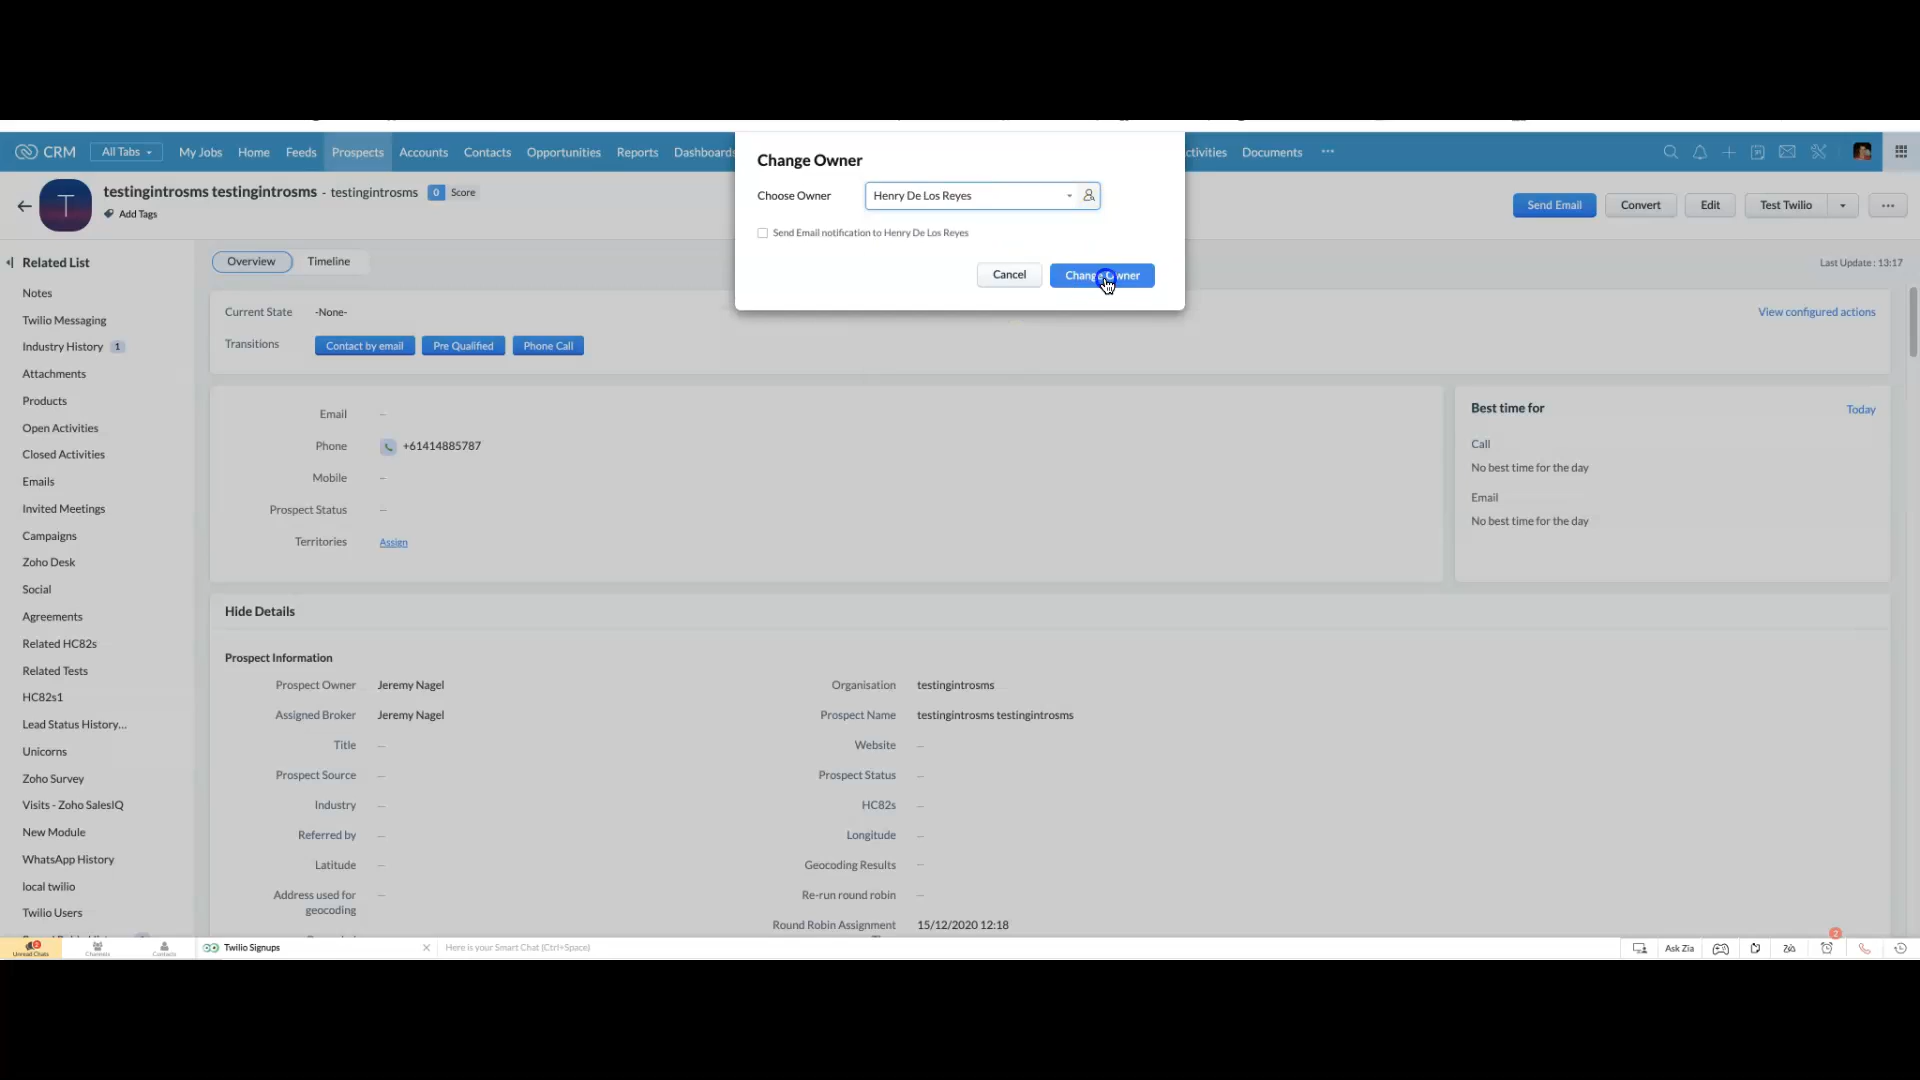 CRM
All Tabs
My Jobs
Home
Feeds
Prospects
Accounts
Contacts
Opportunities
Reports
Dashboards
ctivities
Documents
Change Owner
Choose Owner
Henry De Los Reyes
Send Email notification to Henry De Los Reyes
Cancel
Change Owner
T
testingintrosms testingintrosms - testingintrosms
0 Score
Add Tags
Send Email
Convert
Edit
Test Twilio
Related List
Notes
Twilio Messaging
Industry History 1
Attachments
Products
Open Activities
Closed Activities
Emails
Invited Meetings
Campaigns
Zoho Desk
Social
Agreements
Related HC82s
Related Tests
HC82s1
Lead Status History...
Unicorns
Zoho Survey
Visits - Zoho SalesIQ
New Module
WhatsApp History
local twilio
Twilio Users
Overview
Timeline
Last Update : 13:17
Current State -None-
View configured actions
Transitions
Contact by email
Pre Qualified
Phone Call
Email –
Phone +61414885787
Mobile –
Prospect Status –
Territories Assign
Best time for
Today
Call
No best time for the day
Email
No best time for the day
Hide Details
Prospect Information
Prospect Owner Jeremy Nagel
Organisation testingintrosms
Assigned Broker Jeremy Nagel
Prospect Name testingintrosms testingintrosms
Title —
Website —
Prospect Source —
Prospect Status —
Industry —
HC82s —
Referred by —
Longitude —
Latitude —
Geocoding Results —
Address used for
geocoding —
Re-run round robin —
Round Robin Assignment 15/12/2020 12:18
2
Unread Chats
Channels
Contacts
Twilio Signups
Here is your Smart Chat (Ctrl+Space)
Ask Zia
2